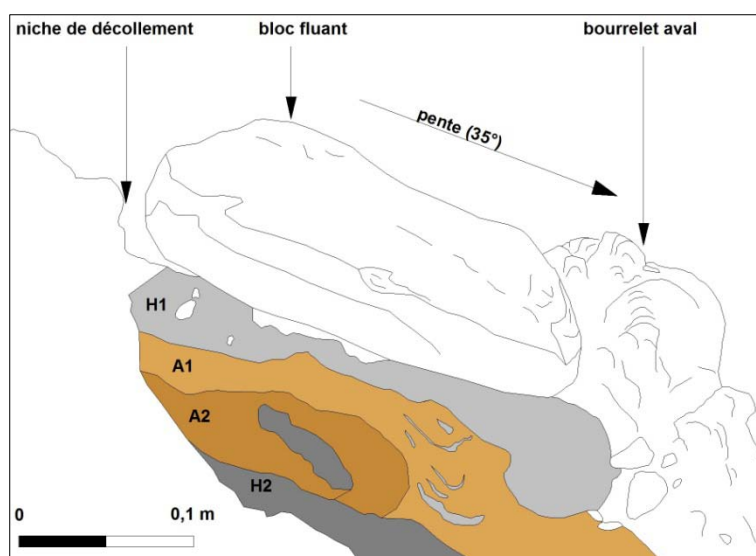 niche de décollement bloc fluant bourrelet aval
pente (35°)
H1
A1
A2
H2
0 0,1 m